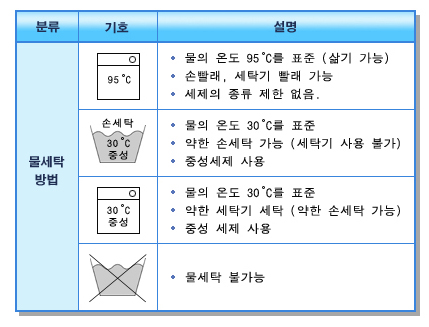 분류 기호 설명
물세탁
방법
95℃
• 물의 온도 95℃를 표준 (삶기 가능)
• 손빨래, 세탁기 빨래 가능
• 세제의 종류 제한 없음.
손세탁
30℃
중성
• 물의 온도 30℃를 표준
• 약한 손세탁 가능 (세탁기 사용 불가)
• 중성세제 사용
30℃
중성
• 물의 온도 30℃를 표준
• 약한 세탁기 세탁 (약한 손세탁 가능)
• 중성 세제 사용
• 물세탁 불가능